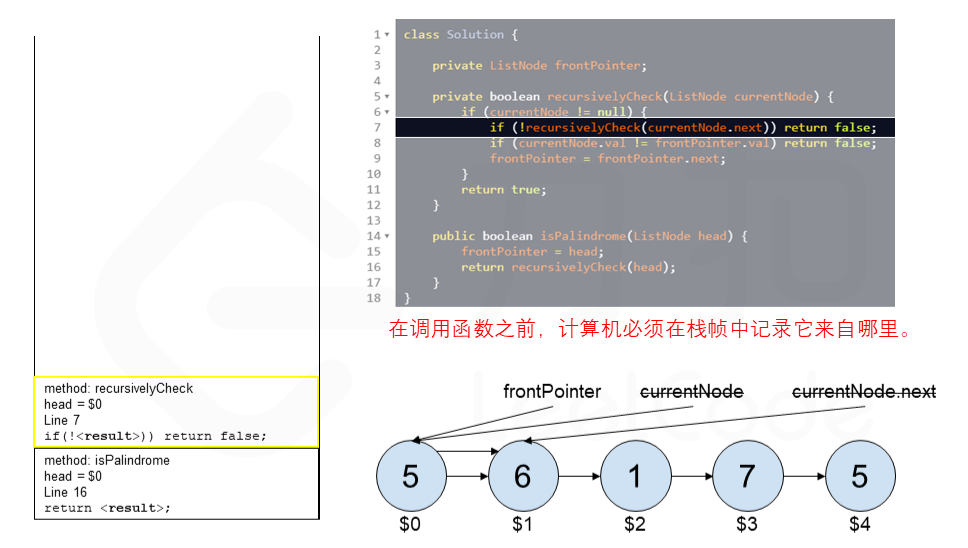 1 class Solution {
2
3 private ListNode frontPointer;
4
5 private boolean recursivelyCheck(ListNode currentNode) {
6 if (currentNode != null) {
7 if (!recursivelyCheck(currentNode.next)) return false;
8 if (currentNode.val != frontPointer.val) return false;
9 frontPointer = frontPointer.next;
10 }
11 return true;
12 }
13
14 public boolean isPalindrome(ListNode head) {
15 frontPointer = head;
16 return recursivelyCheck(head);
17 }
18 }
在调用函数之前，计算机必须在栈帧中记录它来自哪里。
method: recursivelyCheck
head = $0
Line 7
if(!<result>)) return false;
method: isPalindrome
head = $0
Line 16
return <result>;
frontPointer currentNode currentNode.next
5 6 1 7 5
$0 $1 $2 $3 $4